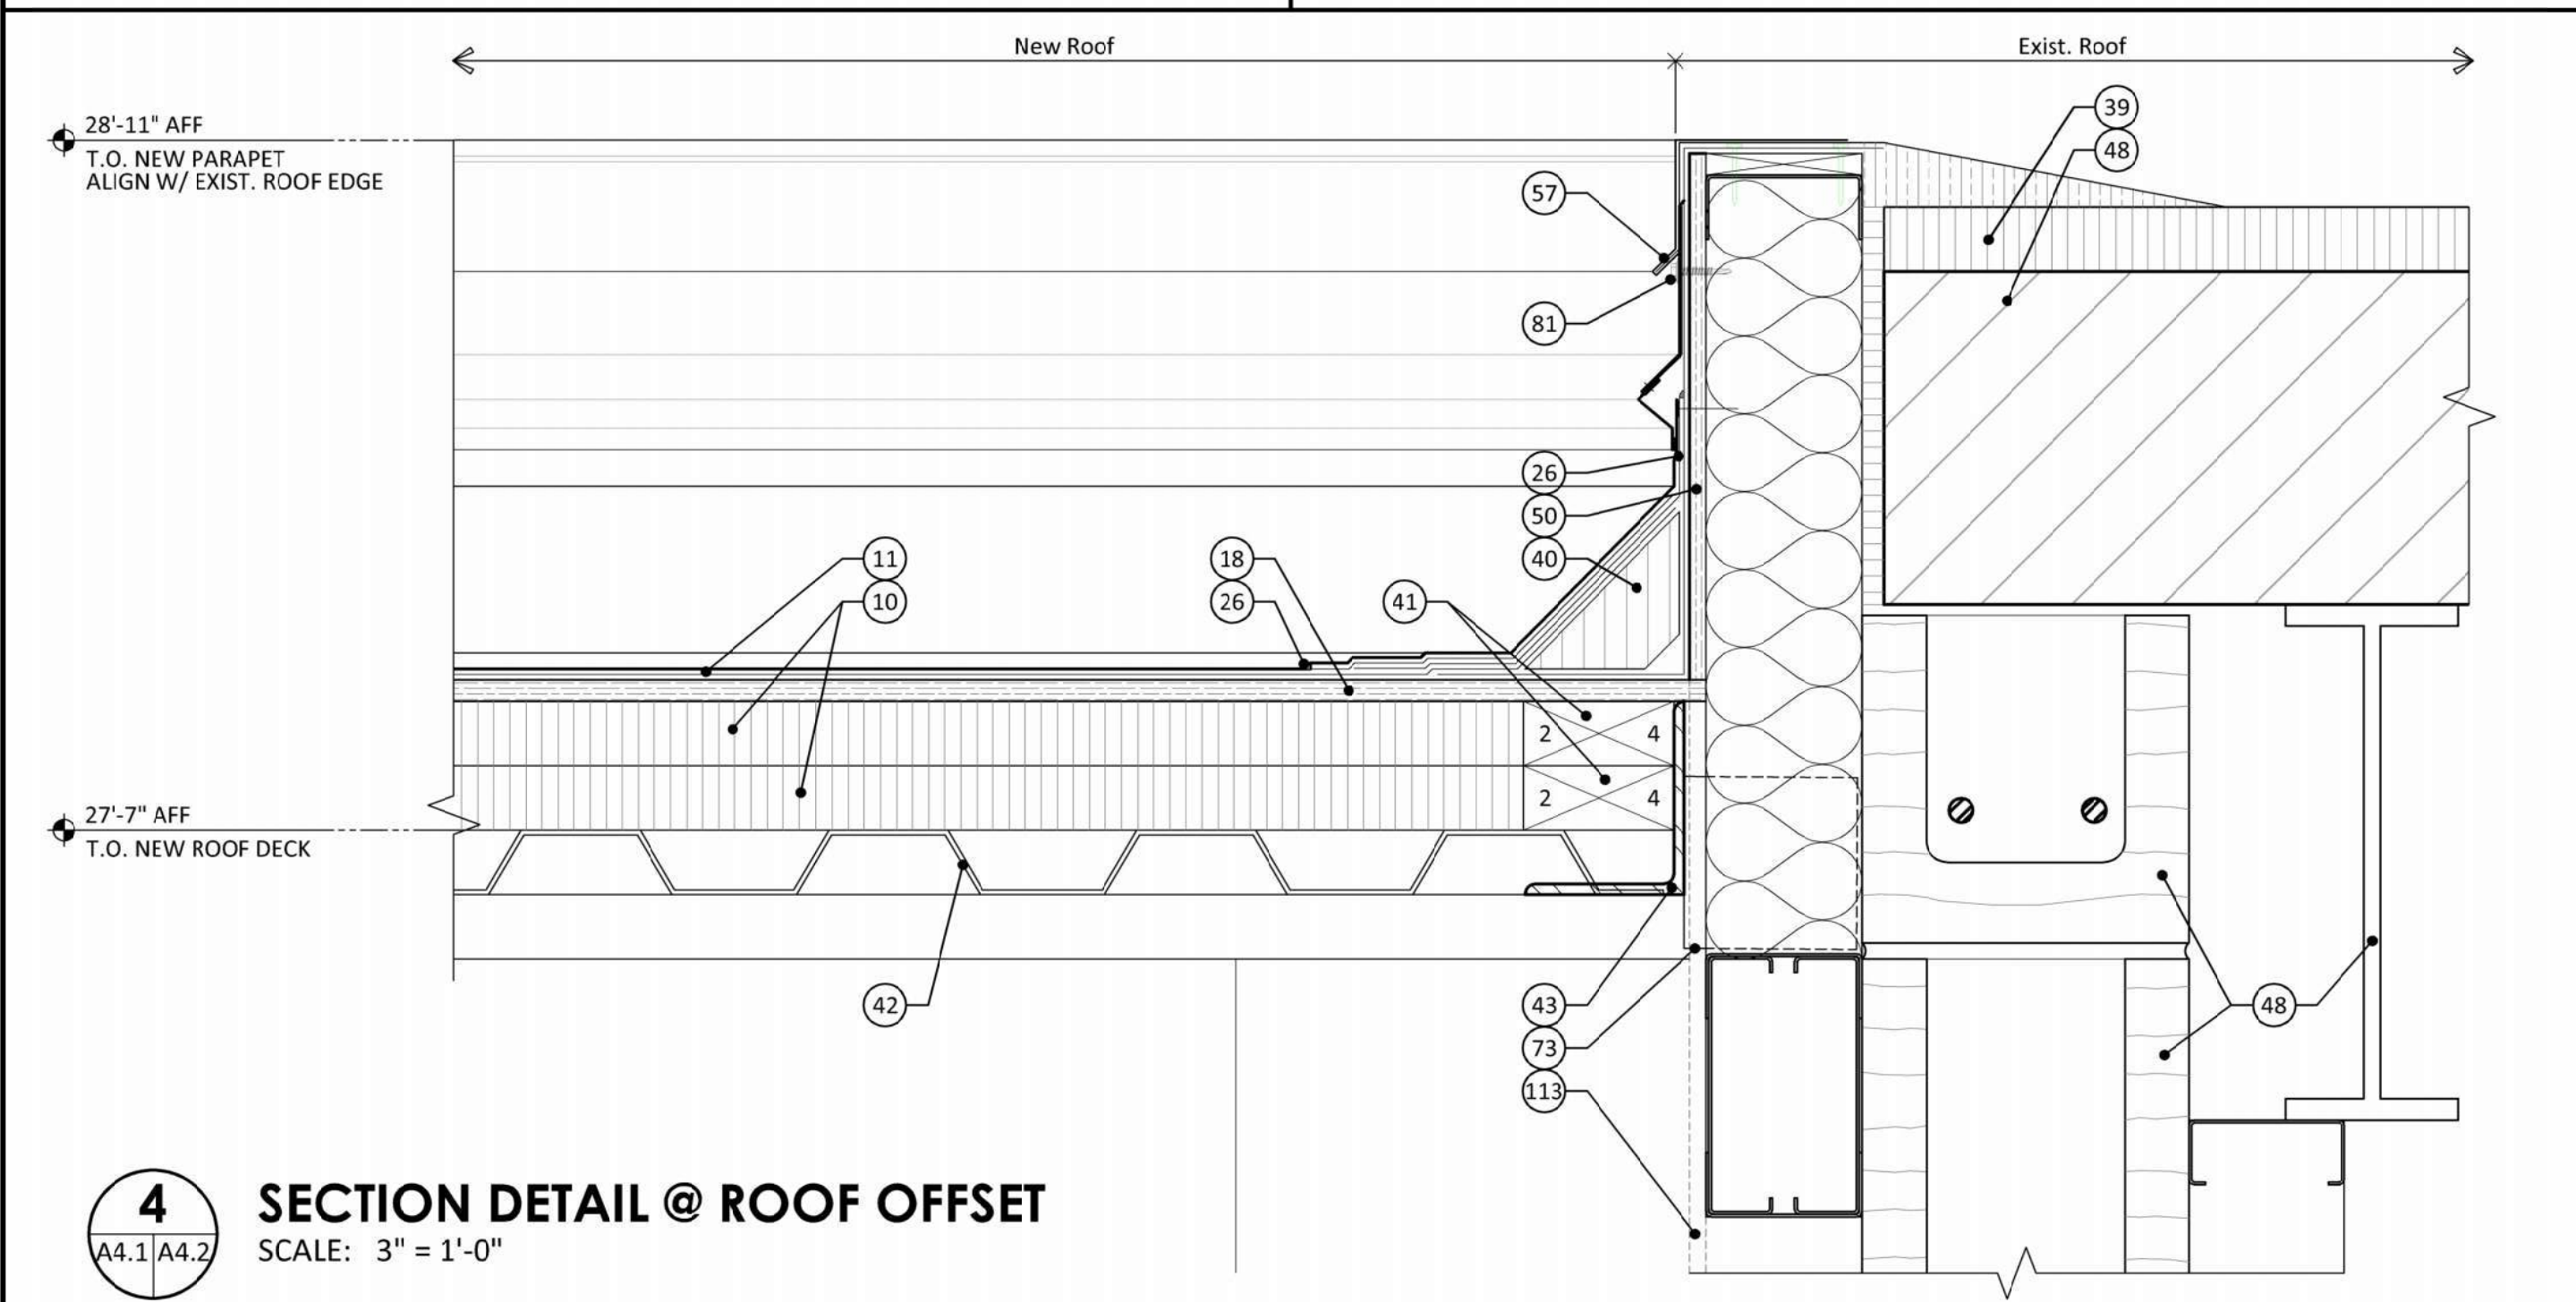 New Roof
Exist. Roof
28'-11" AFF
T.O. NEW PARAPET
ALIGN W/ EXIST. ROOF EDGE
39
48
57
81
26
50
40
11
10
18
26
41
2 4
2 4
27'-7" AFF
T.O. NEW ROOF DECK
42
43
73
113
48
4
A4.1 A4.2
SECTION DETAIL @ ROOF OFFSET
SCALE: 3" = 1'-0"